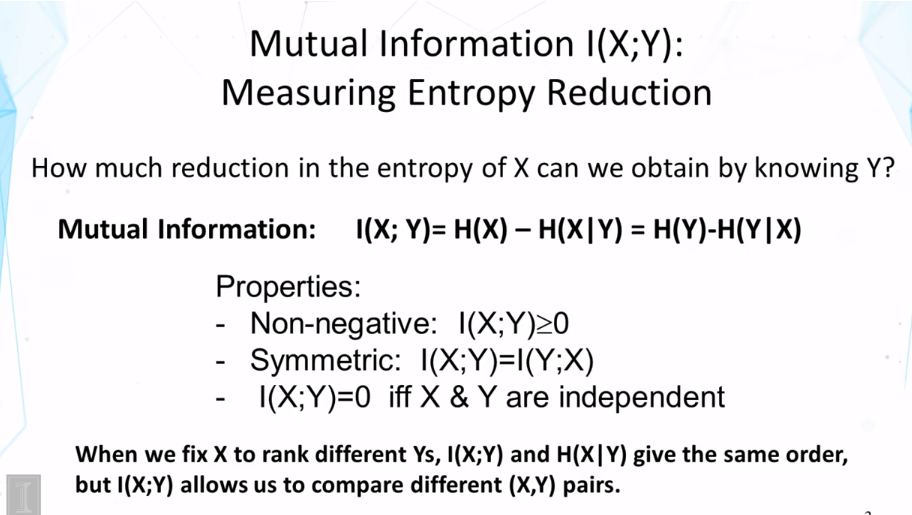 Mutual Information I(X;Y):
Measuring Entropy Reduction
How much reduction in the entropy of X can we obtain by knowing Y?
Mutual Information: I(X; Y)= H(X) – H(X|Y) = H(Y)-H(Y|X)
Properties:
- Non-negative: I(X;Y)≥0
- Symmetric: I(X;Y)=I(Y;X)
- I(X;Y)=0 iff X & Y are independent
When we fix X to rank different Ys, I(X;Y) and H(X|Y) give the same order,
but I(X;Y) allows us to compare different (X,Y) pairs.
I